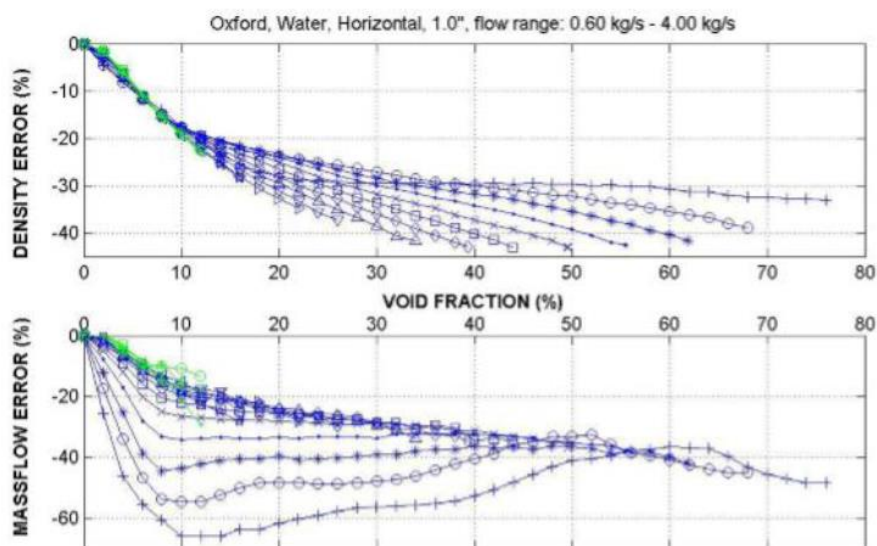 Oxford, Water, Horizontal, 1.0", flow range: 0.60 kg/s - 4.00 kg/s
DENSITY ERROR (%)
0
-10
-20
-30
-40
0 10 20 30 40 50 60 70 80
VOID FRACTION (%)
0 10 20 30 40 50 60 70 80
MASSFLOW ERROR (%)
0
-20
-40
-60